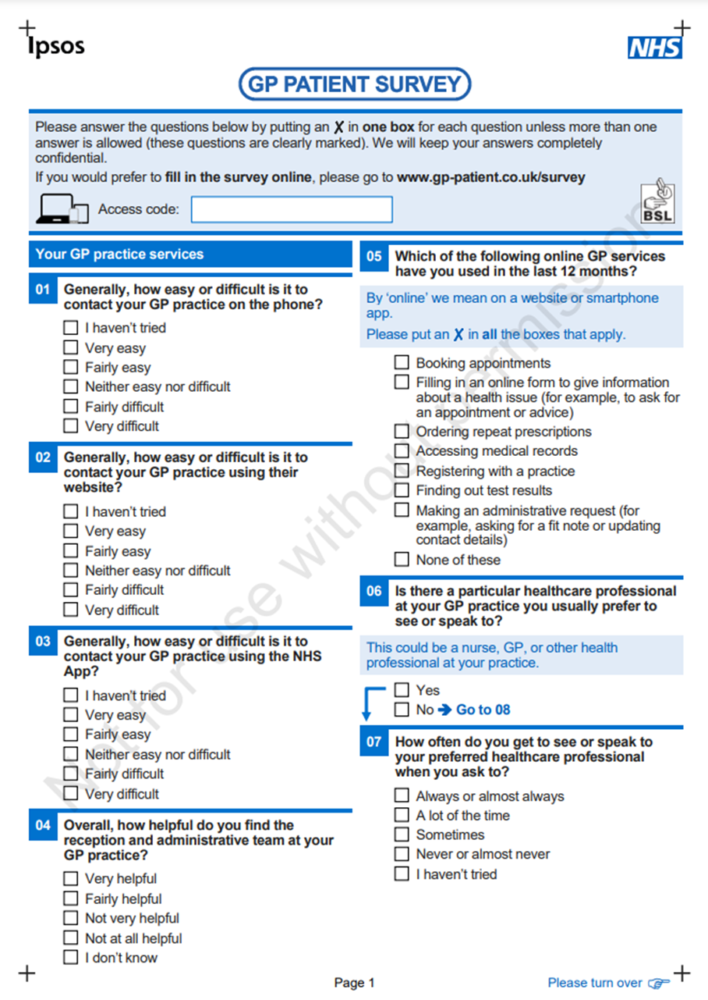 Ipsos
NHS
GP PATIENT SURVEY
Please answer the questions below by putting an ✗ in one box for each question unless more than one
answer is allowed (these questions are clearly marked). We will keep your answers completely
confidential.
If you would prefer to fill in the survey online, please go to www.gp-patient.co.uk/survey
Access code:
BSL
Your GP practice services
01 Generally, how easy or difficult is it to
contact your GP practice on the phone?
I haven’t tried
Very easy
Fairly easy
Neither easy nor difficult
Fairly difficult
Very difficult
02 Generally, how easy or difficult is it to
contact your GP practice using their
website?
I haven’t tried
Very easy
Fairly easy
Neither easy nor difficult
Fairly difficult
Very difficult
03 Generally, how easy or difficult is it to
contact your GP practice using the NHS
App?
I haven’t tried
Very easy
Fairly easy
Neither easy nor difficult
Fairly difficult
Very difficult
04 Overall, how helpful do you find the
reception and administrative team at your
GP practice?
Very helpful
Fairly helpful
Not very helpful
Not at all helpful
I don’t know
05 Which of the following online GP services
have you used in the last 12 months?
By ‘online’ we mean on a website or smartphone
app.
Please put an ✗ in all the boxes that apply.
Booking appointments
Filling in an online form to give information
about a health issue (for example, to ask for
an appointment or advice)
Ordering repeat prescriptions
Accessing medical records
Registering with a practice
Finding out test results
Making an administrative request (for
example, asking for a fit note or updating
contact details)
None of these
06 Is there a particular healthcare professional
at your GP practice you usually prefer to
see or speak to?
This could be a nurse, GP, or other health
professional at your practice.
Yes
No ➔ Go to 08
07 How often do you get to see or speak to
your preferred healthcare professional
when you ask to?
Always or almost always
A lot of the time
Sometimes
Never or almost never
I haven’t tried
Not for use without permission
Page 1
Please turn over